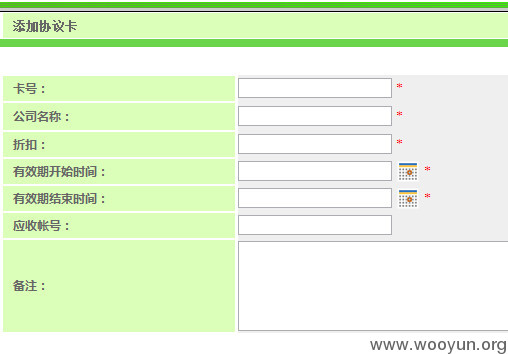 添加协议卡
卡号： *
公司名称： *
折扣： *
有效期开始时间： *
有效期结束时间： *
应收帐号：
备注：
www.wooyun.org